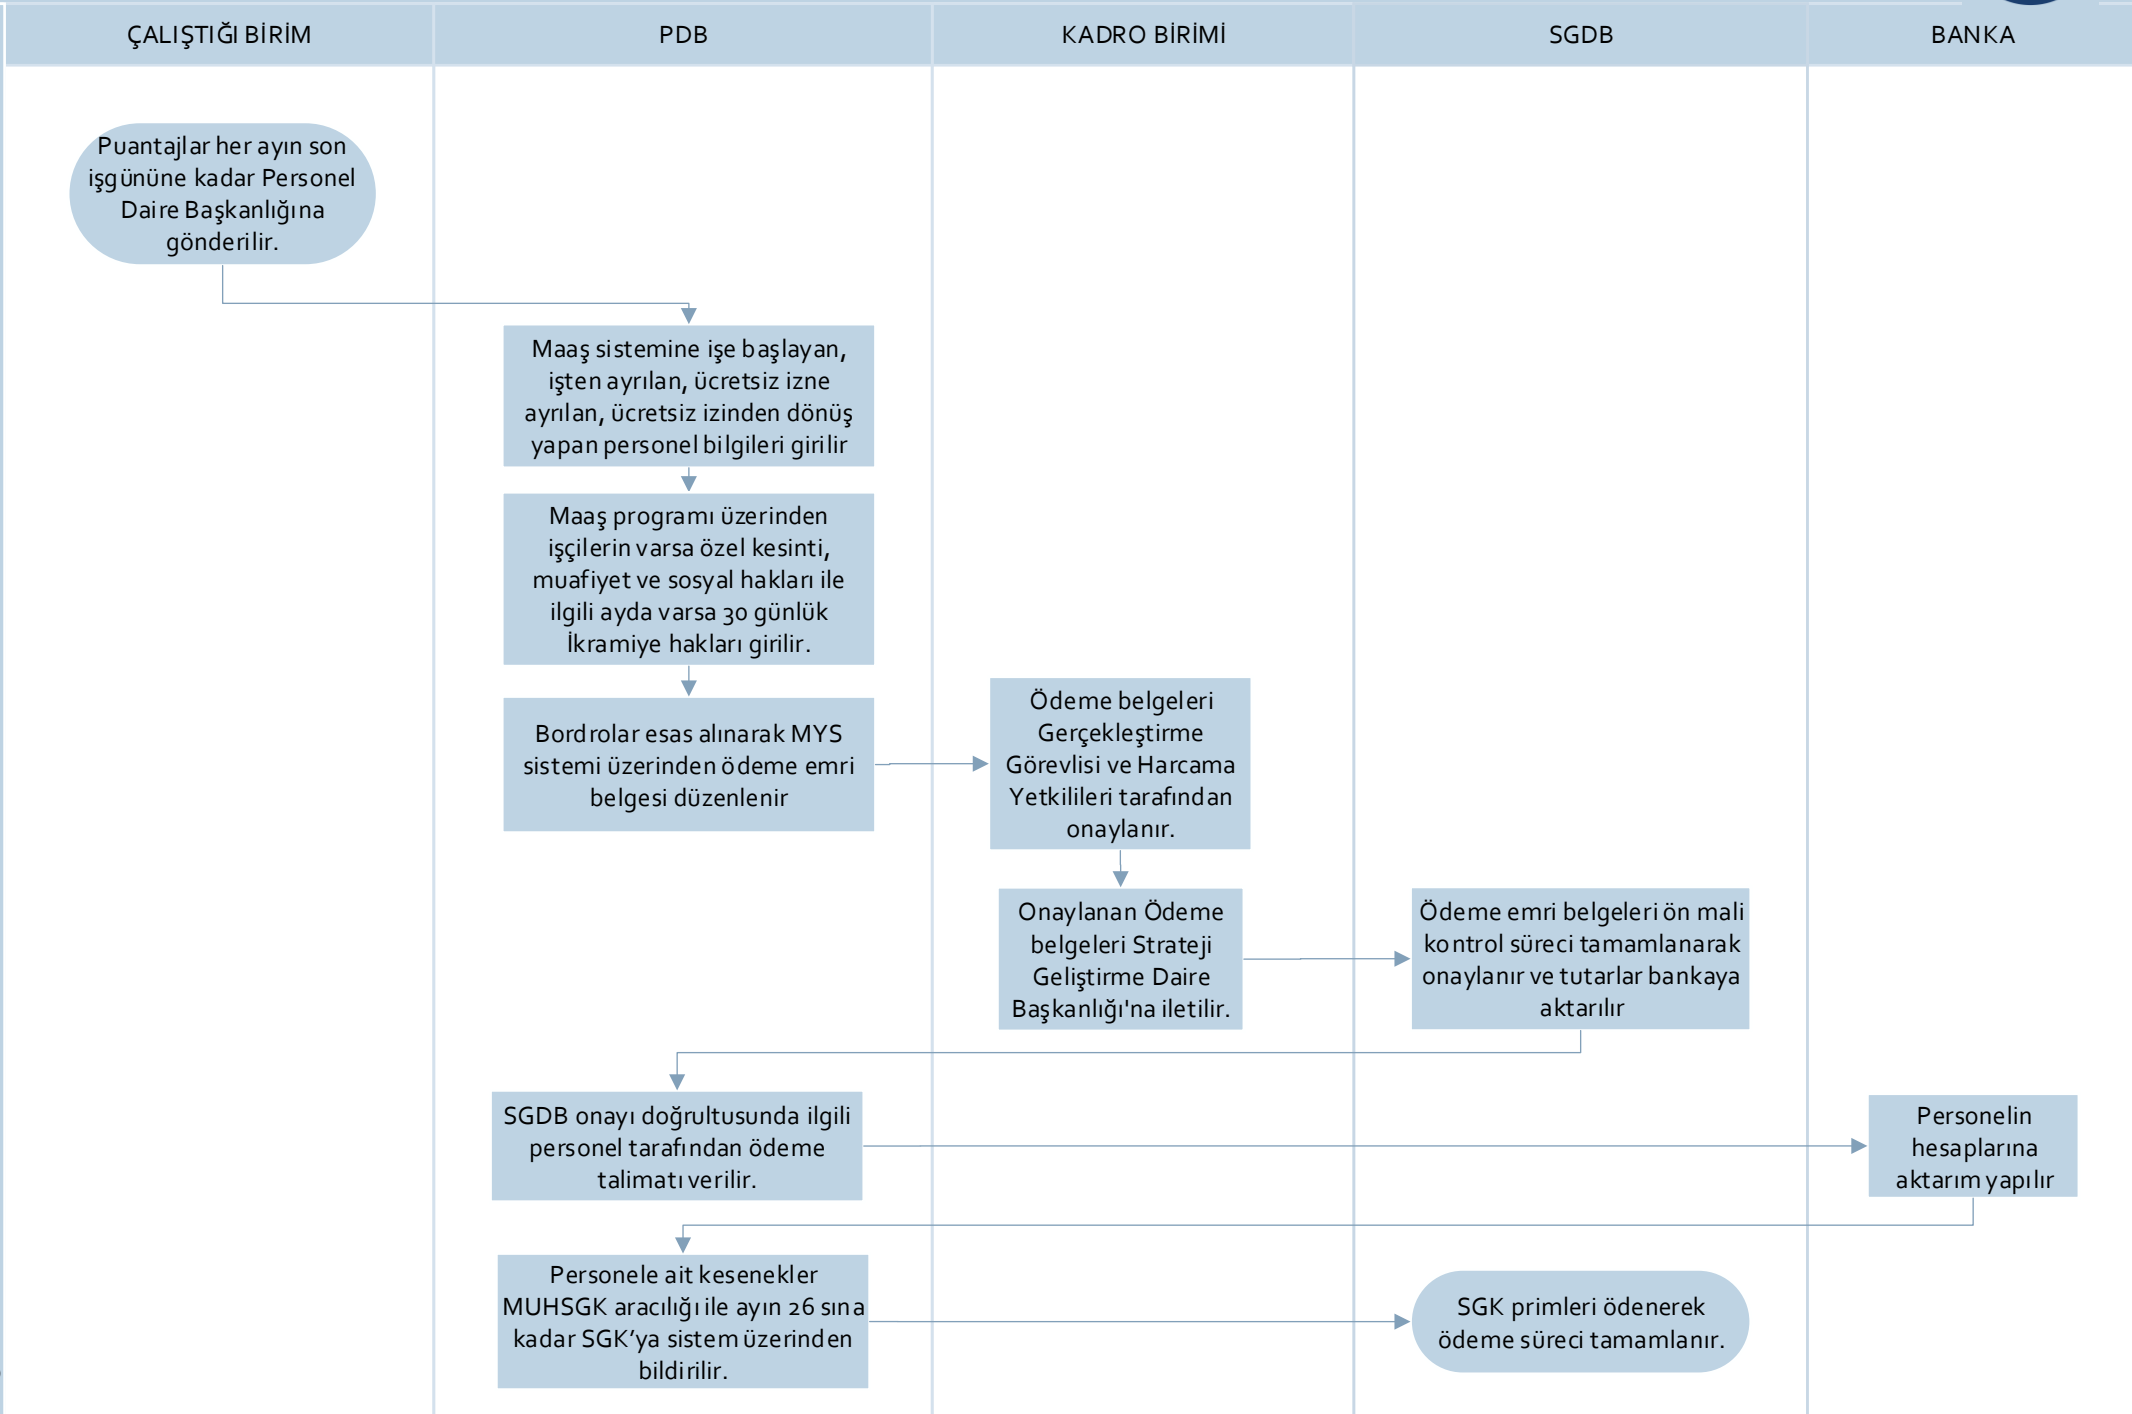 ÇALIŞTIĞI BİRİM
PDB
KADRO BİRİMİ
SGDB
BANKA
Puantajlar her ayın son
işgününe kadar Personel
Daire Başkanlığına
gönderilir.
Maaş sistemine işe başlayan,
işten ayrılan, ücretsiz izne
ayrılan, ücretsiz izinden dönüş
yapan personel bilgileri girilir
Maaş programı üzerinden
işçilerin varsa özel kesinti,
muafiyet ve sosyal hakları ile
ilgili ayda varsa 30 günlük
İkramiye hakları girilir.
Bordrolar esas alınarak MYS
sistemi üzerinden ödeme emri
belgesi düzenlenir
Ödeme belgeleri
Gerçekleştirme
Görevlisi ve Harcama
Yetkilileri tarafından
onaylanır.
Onaylanan Ödeme
belgeleri Strateji
Geliştirme Daire
Başkanlığı'na iletilir.
Ödeme emri belgeleri ön mali
kontrol süreci tamamlanarak
onaylanır ve tutarlar bankaya
aktarılır
SGDB onayı doğrultusunda ilgili
personel tarafından ödeme
talimatı verilir.
Personelin
hesaplarına
aktarım yapılır
Personele ait kesenekler
MUHSGK aracılığı ile ayın 26 sına
kadar SGK’ya sistem üzerinden
bildirilir.
SGK primleri ödenerek
ödeme süreci tamamlanır.